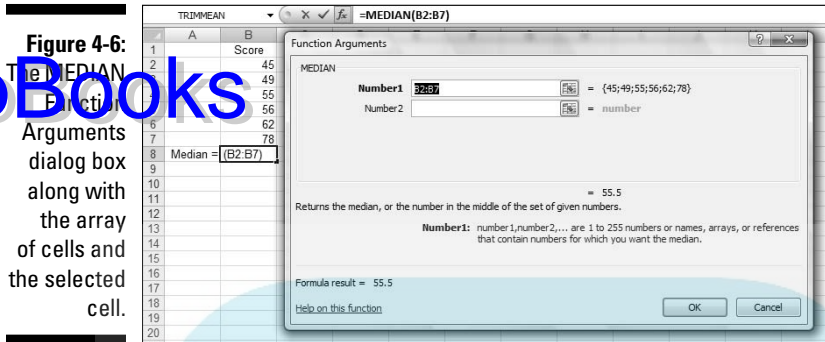 Figure 4-6:
The MEDIAN
Function
Arguments
dialog box
along with
the array
of cells and
the selected
cell.
oBooks
TRIMMEAN =MEDIAN(B2:B7)
A B
1 Score
2 45
49
55
56
6 62
7 78
8 Median = (B2:B7)
9
10
11
12
13
14
15
16
17
18
19
20
Function Arguments
MEDIAN
Number1 B2:B7 = {45;49;55;56;62;78}
Number2 = number
= 55.5
Returns the median, or the number in the middle of the set of given numbers.
Number1: number1,number2,... are 1 to 255 numbers or names, arrays, or references
that contain numbers for which you want the median.
Formula result = 55.5
Help on this function
OK Cancel